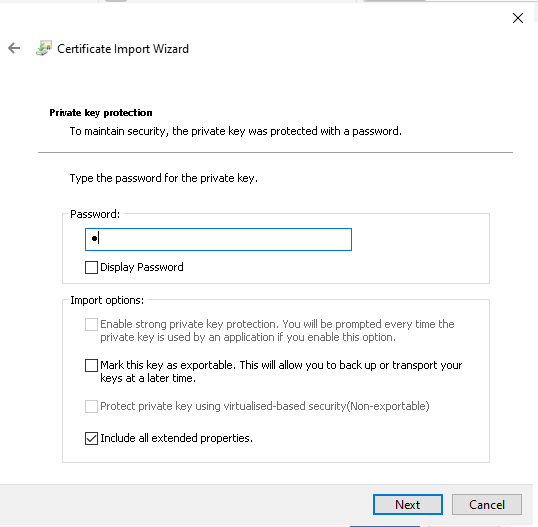 Certificate Import Wizard
Private key protection
To maintain security, the private key was protected with a password.
Type the password for the private key.
Password:
●
Display Password
Import options:
Enable strong private key protection. You will be prompted every time the
private key is used by an application if you enable this option.
Mark this key as exportable. This will allow you to back up or transport your
keys at a later time.
Protect private key using virtualised-based security(Non-exportable)
Include all extended properties.
Next
Cancel